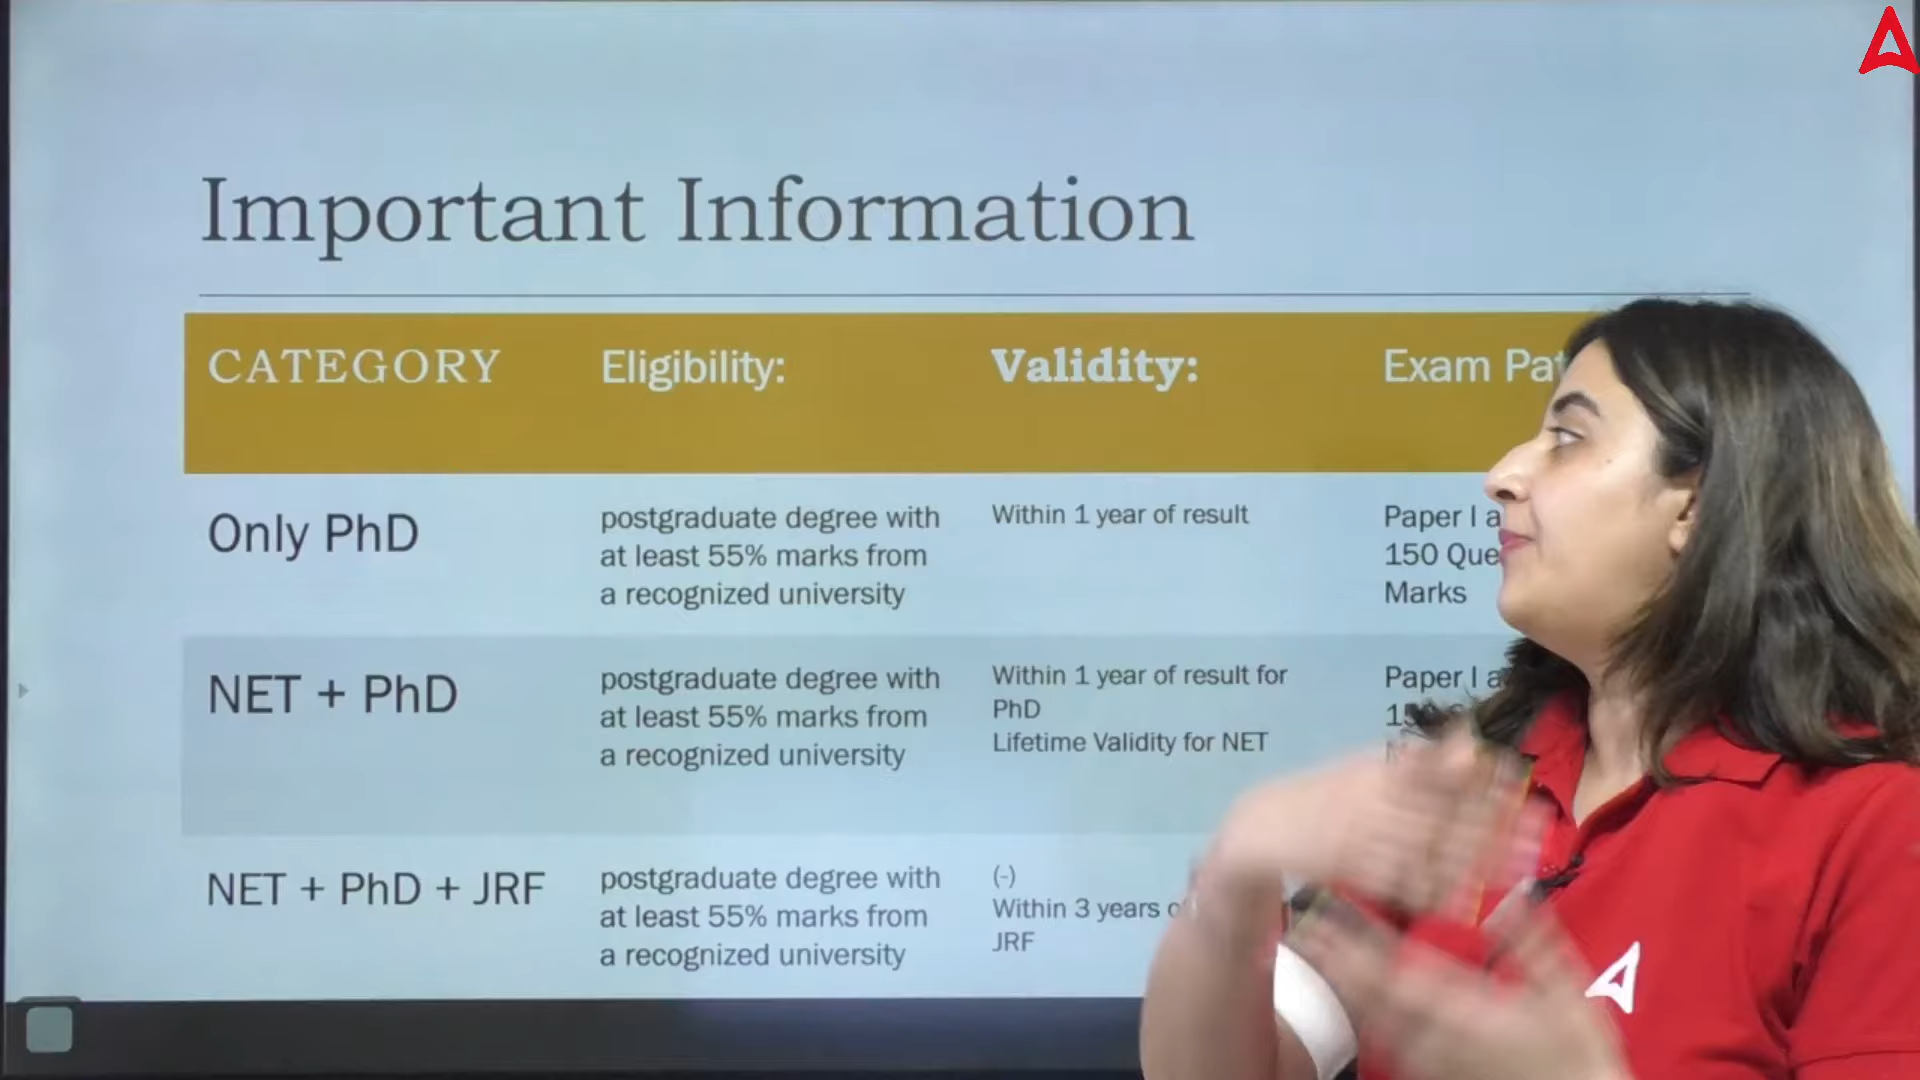 Important Information
CATEGORY
Eligibility:
Validity:
Exam
Only PhD
postgraduate degree with
at least 55% marks from
a recognized university
Within 1 year of result
Paper I
150
Marks
NET + PhD
postgraduate degree with
at least 55% marks from
a recognized university
Within 1 year of result for
PhD
Lifetime Validity for NET
Paper I
NET + PhD + JRF
postgraduate degree with
at least 55% marks from
a recognized university
(-)
Within 3 years
JRF